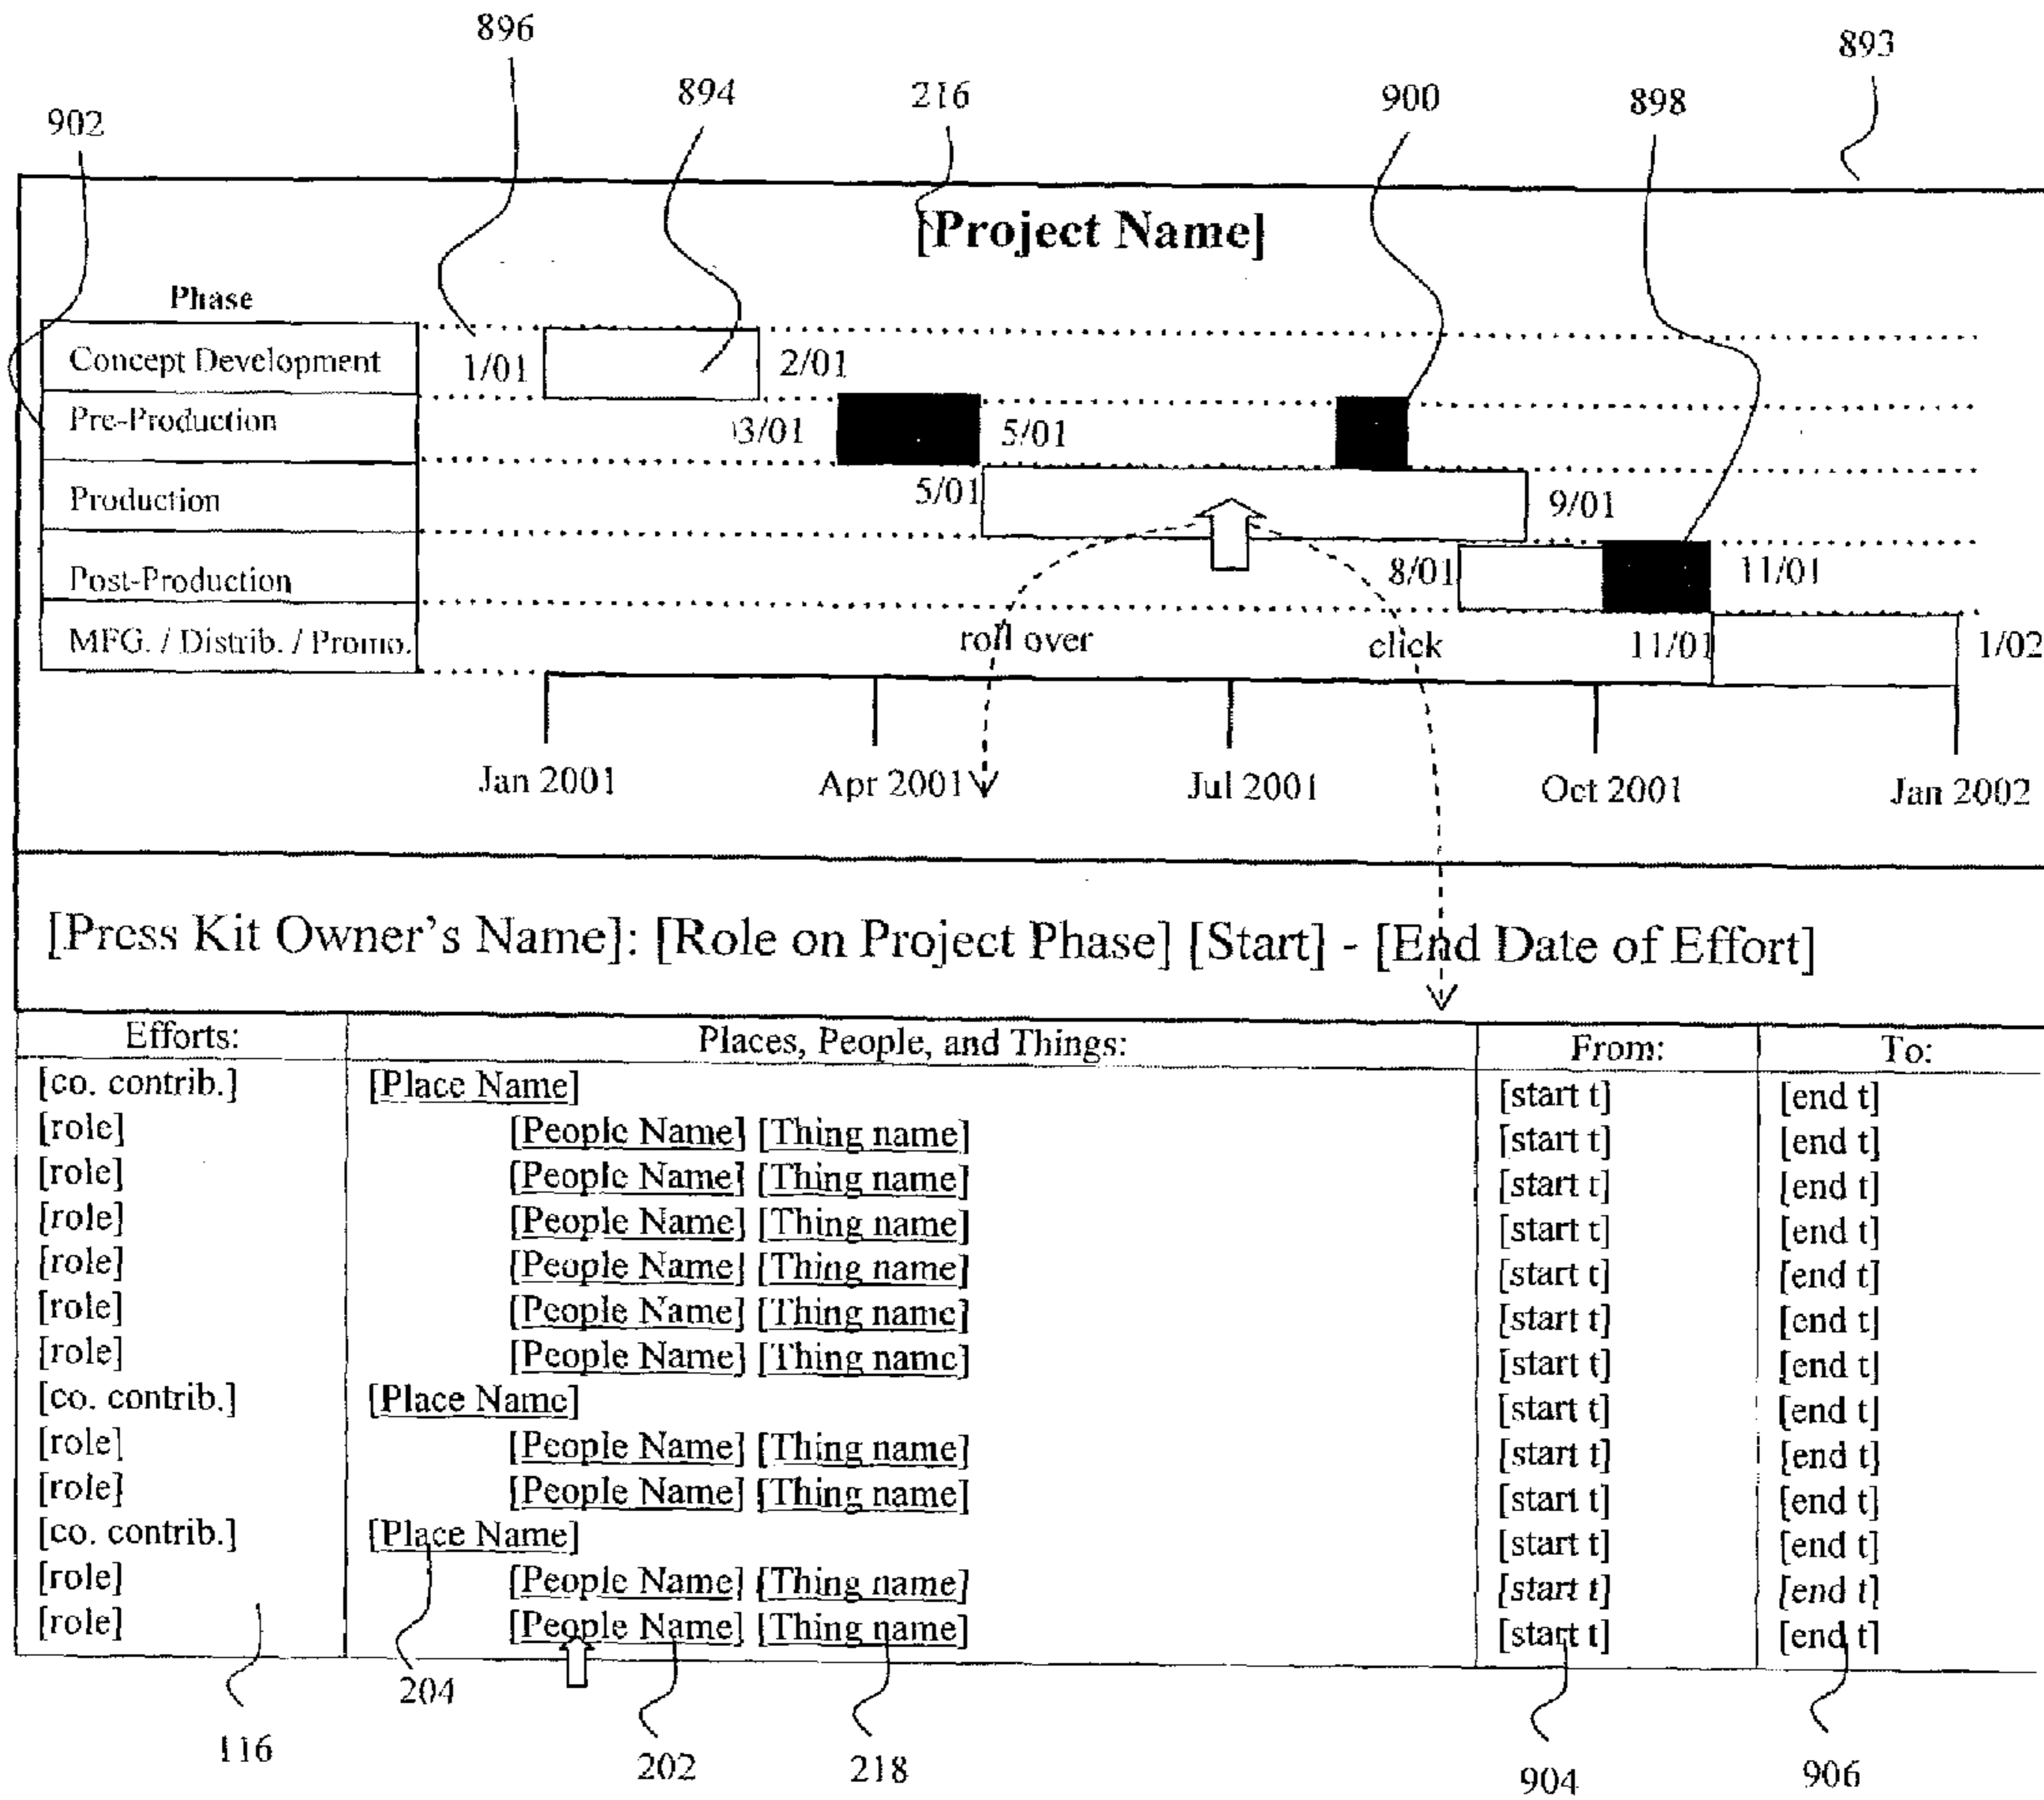 896
893
894
216
900
898
902
[Project Name]
Phase
Concept Development 1/01 2/01
Pre-Production 03/01 5/01
Production 5/01 9/01
Post-Production 8/01 11/01
MFG. / Distrib. / Promo. roll over click 11/01 1/02
Jan 2001 Apr 2001 Jul 2001 Oct 2001 Jan 2002
[Press Kit Owner's Name]: [Role on Project Phase] [Start] - [End Date of Effort]
Efforts: Places, People, and Things: From: To:
[co. contrib.] [Place Name] [start t] [end t]
[role] [People Name] [Thing name] [start t] [end t]
[role] [People Name] [Thing name] [start t] [end t]
[role] [People Name] [Thing name] [start t] [end t]
[role] [People Name] [Thing name] [start t] [end t]
[role] [People Name] [Thing name] [start t] [end t]
[role] [People Name] [Thing name] [start t] [end t]
[co. contrib.] [Place Name] [start t] [end t]
[role] [People Name] [Thing name] [start t] [end t]
[role] [People Name] [Thing name] [start t] [end t]
[co. contrib.] [Place Name] [start t] [end t]
[role] [People Name] [Thing name] [start t] [end t]
[role] [People Name] [Thing name] [start t] [end t]
204
116
202
218
904
906